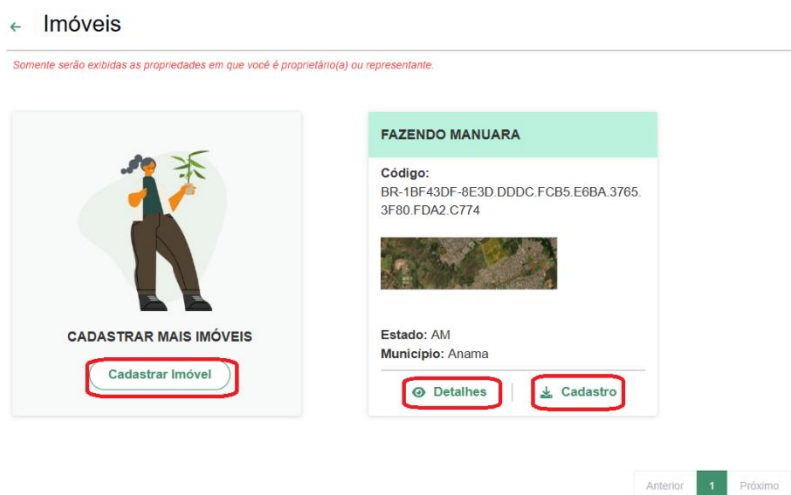 Imóveis
Somente serão exibidas as propriedades em que você é proprietário(a) ou representante.
CADASTRAR MAIS IMÓVEIS
Cadastrar Imóvel
FAZENDO MANUARA
Código:
BR-1BF43DF-8E3D.DDDC.FCB5.E6BA.3765.
3F80.FDA2.C774
Estado: AM
Município: Anama
Detalhes
Cadastro
Anterior 1 Próximo